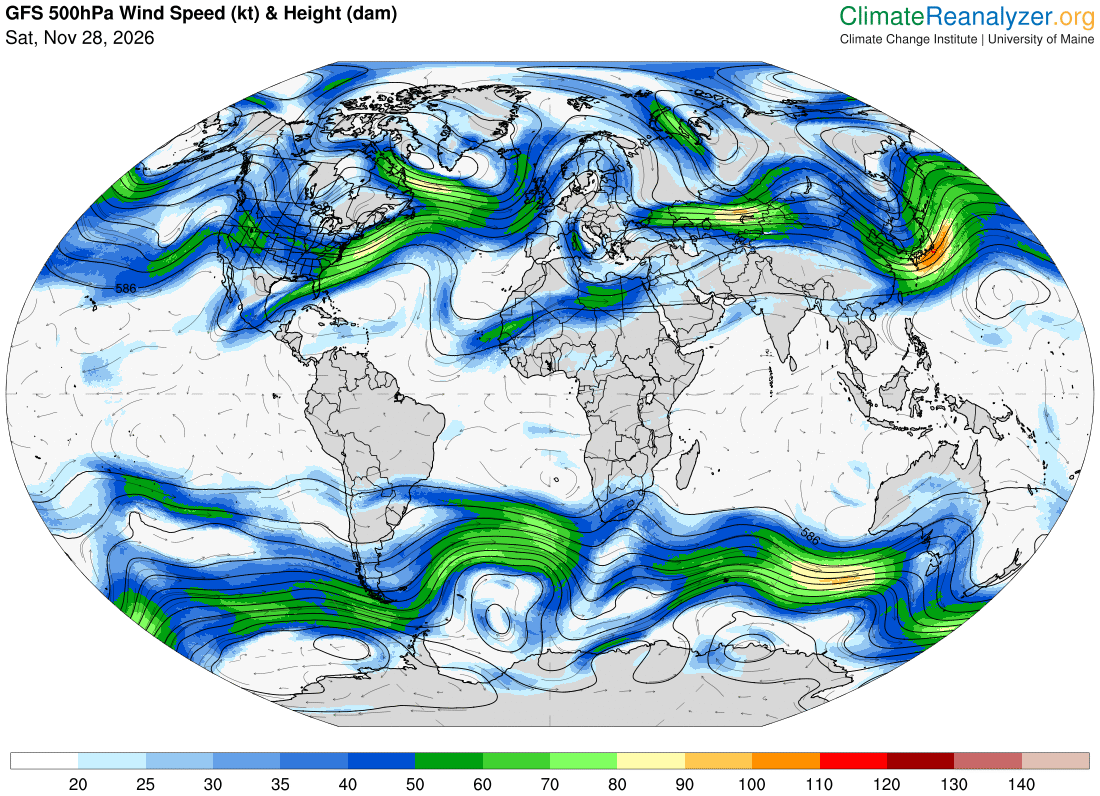 GFS 500hPa Wind Speed (kt) & Height (dam)
Sat, Nov 28, 2026
ClimateReanalyzer.org
Climate Change Institute | University of Maine
586
586
20 25 30 35 40 50 60 70 80 90 100 110 120 130 140